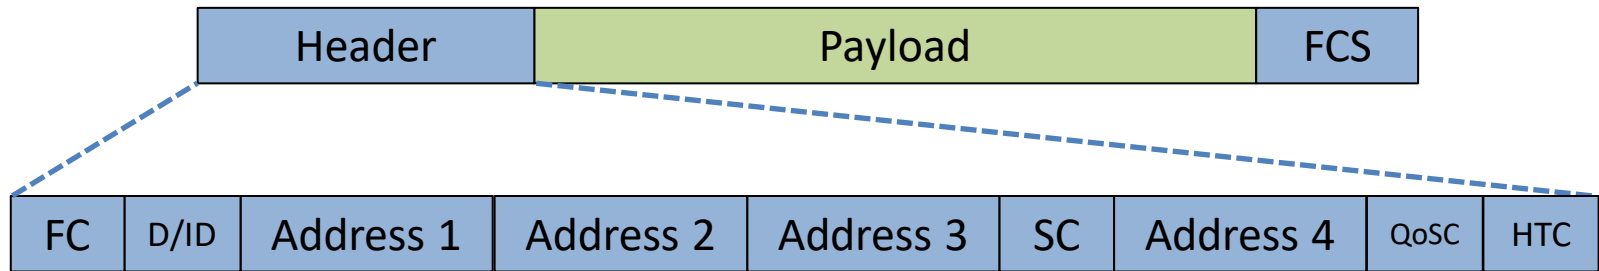 Header Payload FCS
FC D/ID Address 1 Address 2 Address 3 SC Address 4 QoSC HTC